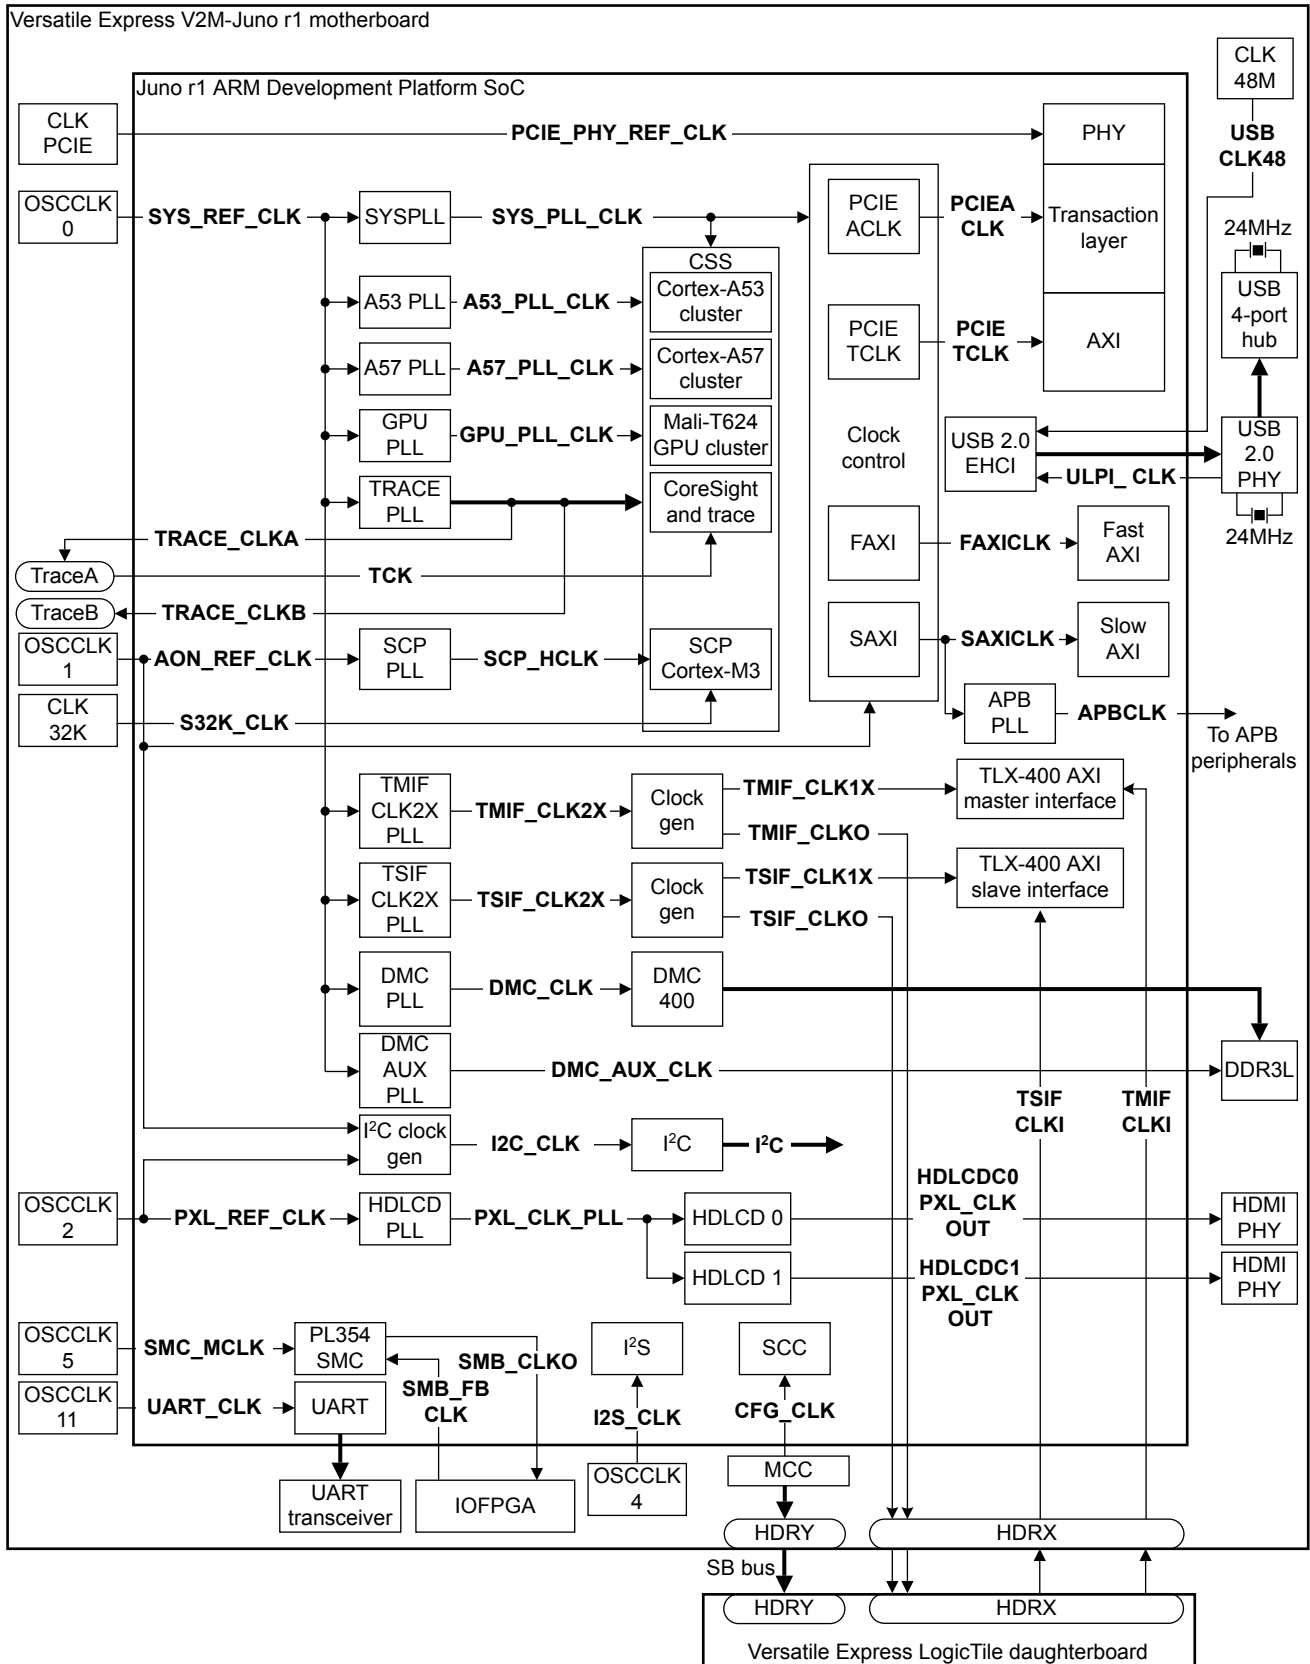 Versatile Express V2M-Juno r1 motherboard
CLK
48M
Juno r1 ARM Development Platform SoC
CLK
PCIE
PCIE_PHY_REF_CLK
PHY
USB
CLK48
OSCCLK
0
SYS_REF_CLK
SYSPLL
SYS_PLL_CLK
PCIE
ACLK
PCIEA
CLK
Transaction
layer
24MHz
CSS
A53 PLL
A53_PLL_CLK
Cortex-A53
cluster
USB
4-port
hub
PCIE
TCLK
PCIE
TCLK
AXI
A57 PLL
A57_PLL_CLK
Cortex-A57
cluster
GPU
PLL
GPU_PLL_CLK
Mali-T624
GPU cluster
Clock
control
USB 2.0
EHCI
USB
2.0
PHY
ULPI_ CLK
TRACE
PLL
CoreSight
and trace
24MHz
TRACE_CLKA
FAXI
FAXICLK
Fast
AXI
TraceA
TCK
TraceB
TRACE_CLKB
SAXI
SAXICLK
Slow
AXI
OSCCLK
1
AON_REF_CLK
SCP
PLL
SCP_HCLK
SCP
Cortex-M3
CLK
32K
S32K_CLK
APB
PLL
APBCLK
To APB
peripherals
TMIF
CLK2X
PLL
TMIF_CLK2X
Clock
gen
TMIF_CLK1X
TMIF_CLKO
TLX-400 AXI
master interface
TSIF
CLK2X
PLL
TSIF_CLK2X
Clock
gen
TSIF_CLK1X
TSIF_CLKO
TLX-400 AXI
slave interface
DMC
PLL
DMC_CLK
DMC
400
DMC
AUX
PLL
DMC_AUX_CLK
DDR3L
TSIF
CLKI
TMIF
CLKI
I²C clock
gen
I2C_CLK
I²C
I²C
OSCCLK
2
PXL_REF_CLK
HDLCD
PLL
PXL_CLK_PLL
HDLCD 0
HDLCDC0
PXL_CLK
OUT
HDMI
PHY
HDLCD 1
HDLCDC1
PXL_CLK
OUT
HDMI
PHY
OSCCLK
5
SMC_MCLK
PL354
SMC
SMB_CLKO
I²S
SCC
OSCCLK
11
UART_CLK
UART
SMB_FB
CLK
I2S_CLK
CFG_CLK
UART
transceiver
IOFPGA
OSCCLK
4
MCC
HDRY
HDRX
SB bus
HDRY
HDRX
Versatile Express LogicTile daughterboard